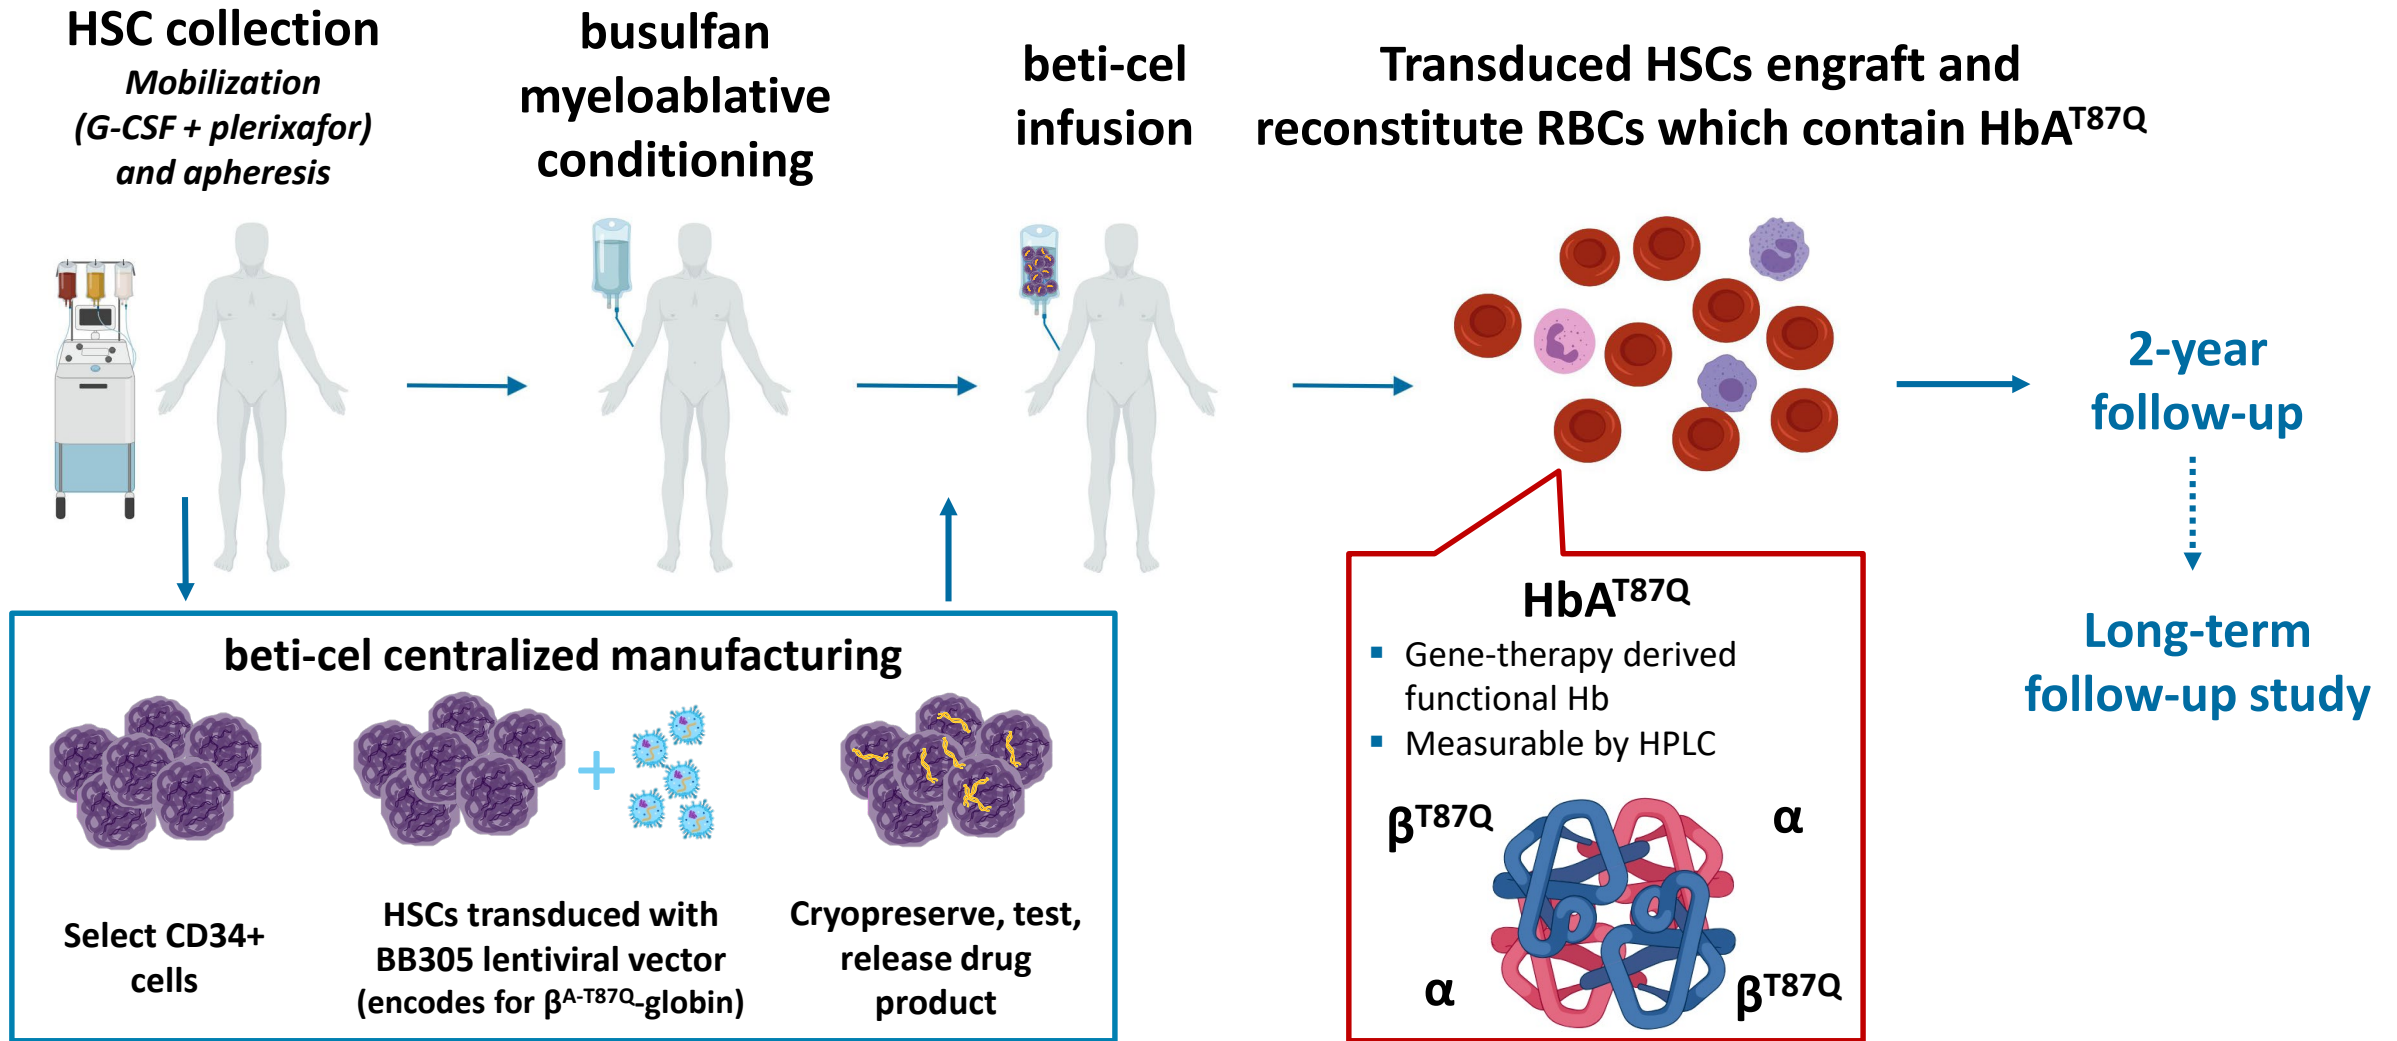 HSC collection
Mobilization
(G-CSF + plerixafor)
and apheresis
busulfan
myeloablative
conditioning
beti-cel
infusion
Transduced HSCs engraft and
reconstitute RBCs which contain HbAᵀ⁸⁷Q
2-year
follow-up
Long-term
follow-up study
beti-cel centralized manufacturing
Select CD34+
cells
HSCs transduced with
BB305 lentiviral vector
(encodes for βA-T87Q-globin)
Cryopreserve, test,
release drug
product
HbAT87Q
▪ Gene-therapy derived
functional Hb
▪ Measurable by HPLC
βT87Q
α
α
βT87Q